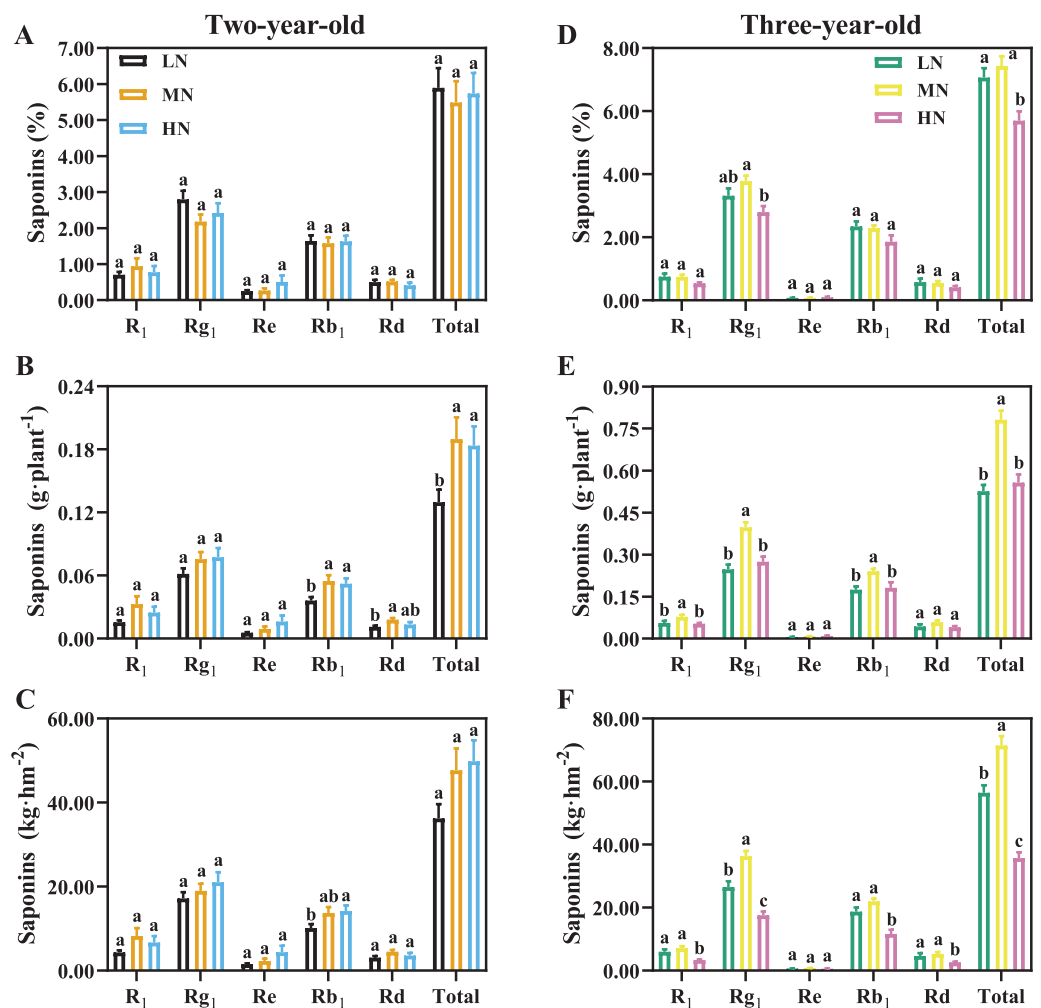 Two-year-old
A
7.00
6.00
5.00
4.00
3.00
2.00
1.00
0.00
Saponins (%)
LN
MN
HN
a a a
a a a
a a a
a a a
a a a
a a a
R1 Rg1 Re Rb1 Rd Total
Three-year-old
D
8.00
6.00
4.00
2.00
0.00
Saponins (%)
LN
MN
HN
a a a
ab a b
a a a
a a a
a a a
a a b
R1 Rg1 Re Rb1 Rd Total
B
0.24
0.18
0.12
0.06
0.00
Saponins (g·plant-1)
a a a
a a a
a a a
b a a
b a ab
b a a
R1 Rg1 Re Rb1 Rd Total
E
0.90
0.75
0.60
0.45
0.30
0.15
0.00
Saponins (g·plant-1)
b a b
b a b
a a a
b a b
a a a
b a b
R1 Rg1 Re Rb1 Rd Total
C
60.00
40.00
20.00
0.00
Saponins (kg·hm-2)
a a a
a a a
a a a
b ab a
a a a
a a a
R1 Rg1 Re Rb1 Rd Total
F
80.00
60.00
40.00
20.00
0.00
Saponins (kg·hm-2)
a a b
b a c
a a a
a a b
a a b
b a c
R1 Rg1 Re Rb1 Rd Total